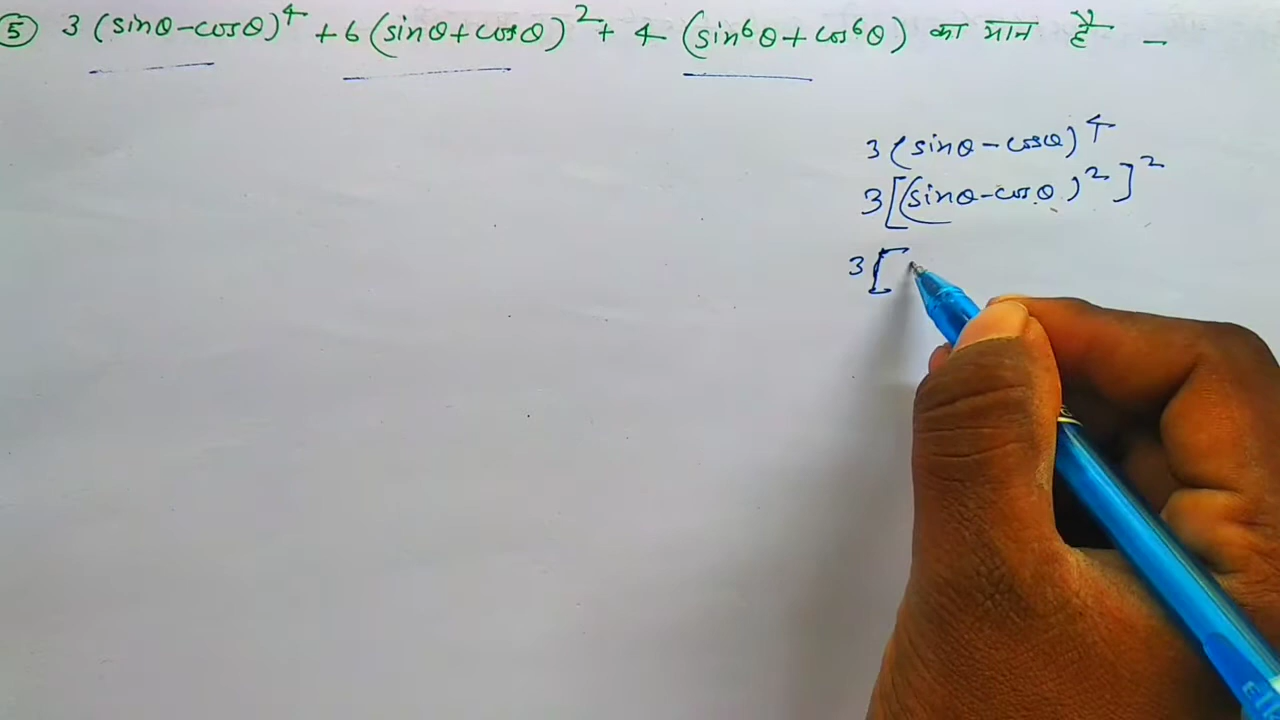 ⑤ 3 (sinθ-cosθ)⁴ + 6 (sinθ+cosθ)² + 4 (sin⁶θ + cos⁶θ) का मान है -
3 (sinθ - cosθ)⁴
3 [(sinθ-cosθ)²]²
3 [